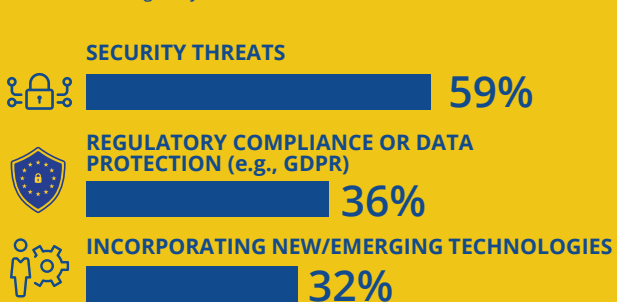 SECURITY THREATS
59%
REGULATORY COMPLIANCE OR DATA
PROTECTION (e.g., GDPR)
36%
INCORPORATING NEW/EMERGING TECHNOLOGIES
32%